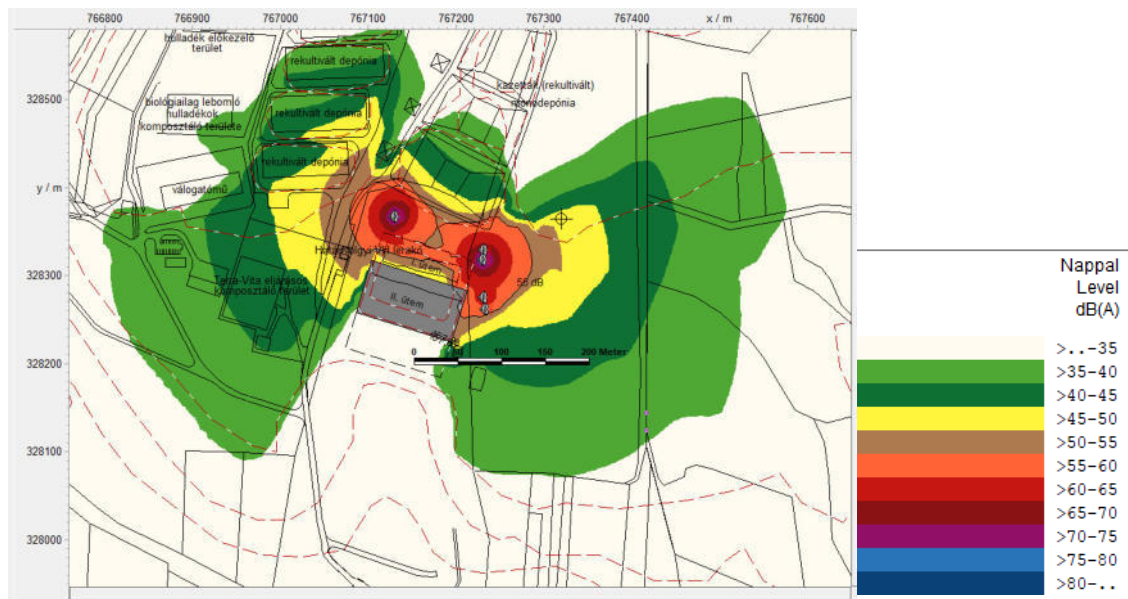 766800 766900 767000 767100 767200 767300 767400 x / m 767600
328500
y / m
328300
328200
328100
328000
hulladék előkezelő
terület
rekultivált depónia
biológiailag lebomló
hulladékok
komposztáló területe
rekultivált depónia
kazetták (rekultivált)
monodepónia
rekultivált depónia
válogatómű
I. ütem
55 dB
Terra-Vita eljárásos
komposztáló terület
II. ütem
0 50 100 150 200 Meter
Nappal
Level
dB(A)
>..-35
>35-40
>40-45
>45-50
>50-55
>55-60
>60-65
>65-70
>70-75
>75-80
>80-..